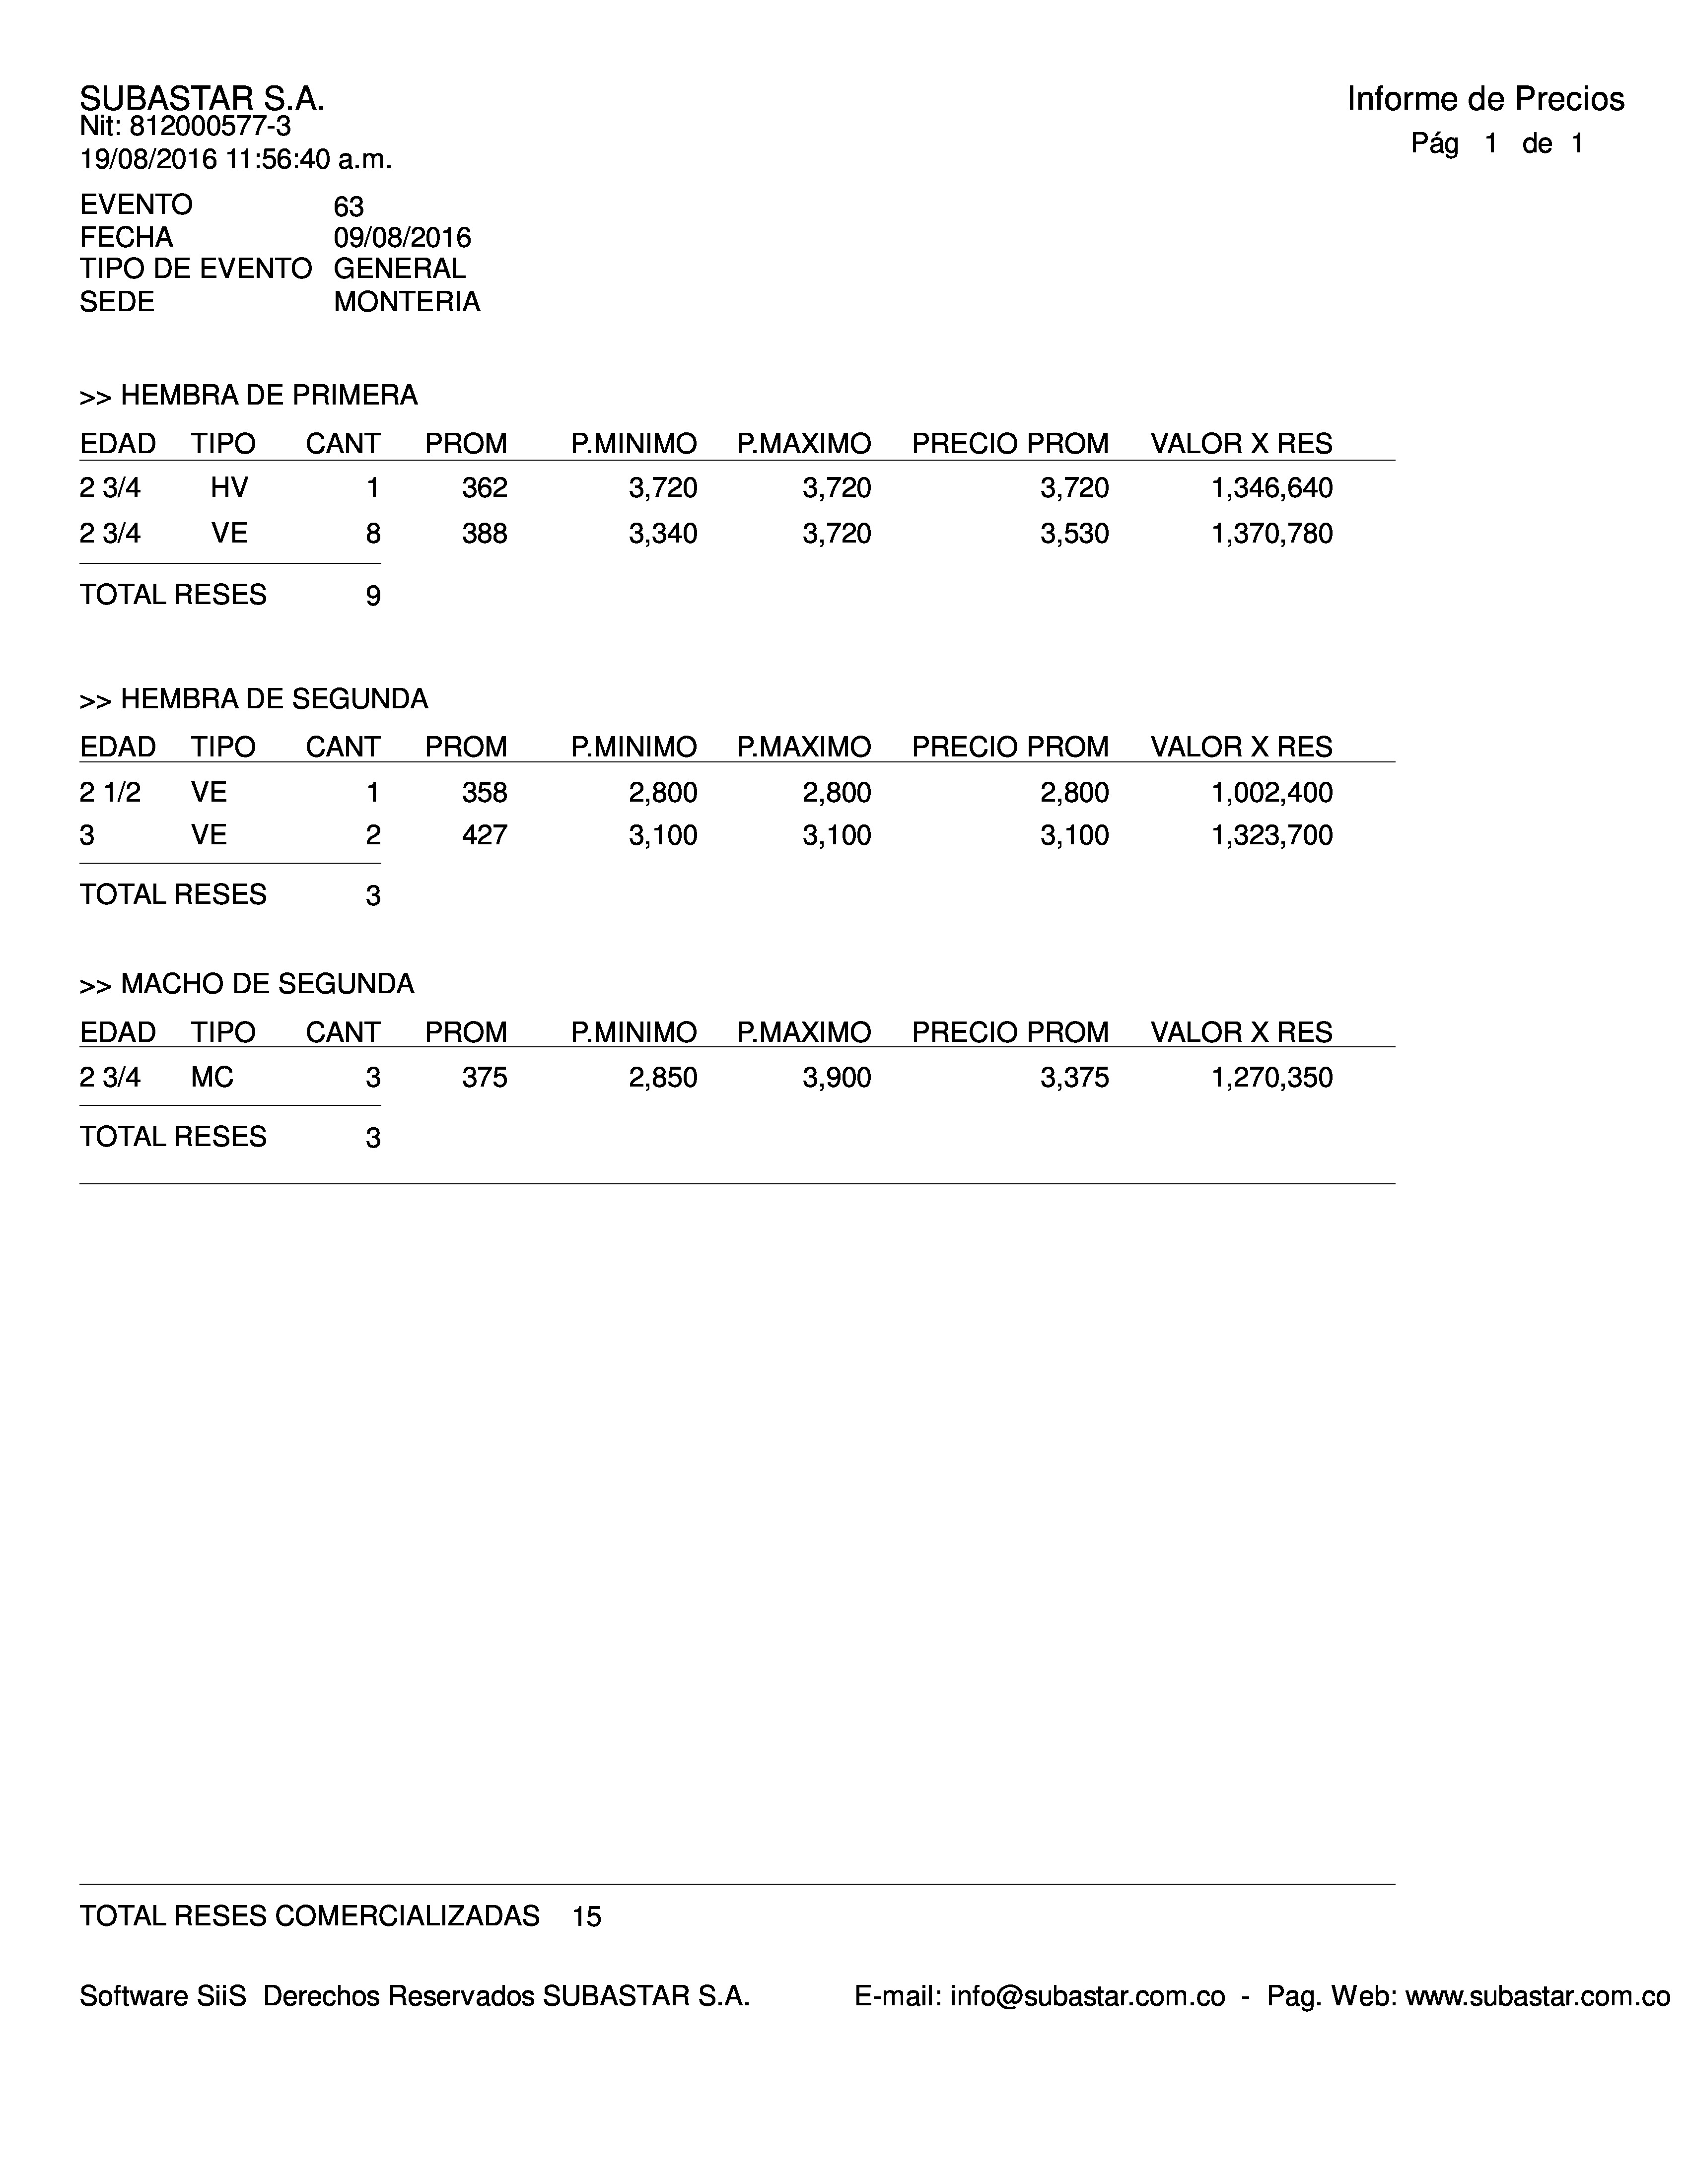 SUBASTAR S.A.
Informe de Precios
Nit: 812000577-3
19/08/2016 11:56:40 a.m.
Pág 1 de 1
EVENTO 63
FECHA 09/08/2016
TIPO DE EVENTO GENERAL
SEDE MONTERIA
>> HEMBRA DE PRIMERA
EDAD TIPO CANT PROM P.MINIMO P.MAXIMO PRECIO PROM VALOR X RES
2 3/4 HV 1 362 3,720 3,720 3,720 1,346,640
2 3/4 VE 8 388 3,340 3,720 3,530 1,370,780
TOTAL RESES 9
>> HEMBRA DE SEGUNDA
EDAD TIPO CANT PROM P.MINIMO P.MAXIMO PRECIO PROM VALOR X RES
2 1/2 VE 1 358 2,800 2,800 2,800 1,002,400
3 VE 2 427 3,100 3,100 3,100 1,323,700
TOTAL RESES 3
>> MACHO DE SEGUNDA
EDAD TIPO CANT PROM P.MINIMO P.MAXIMO PRECIO PROM VALOR X RES
2 3/4 MC 3 375 2,850 3,900 3,375 1,270,350
TOTAL RESES 3
TOTAL RESES COMERCIALIZADAS 15
Software SiiS Derechos Reservados SUBASTAR S.A. E-mail: info@subastar.com.co - Pag. Web: www.subastar.com.co